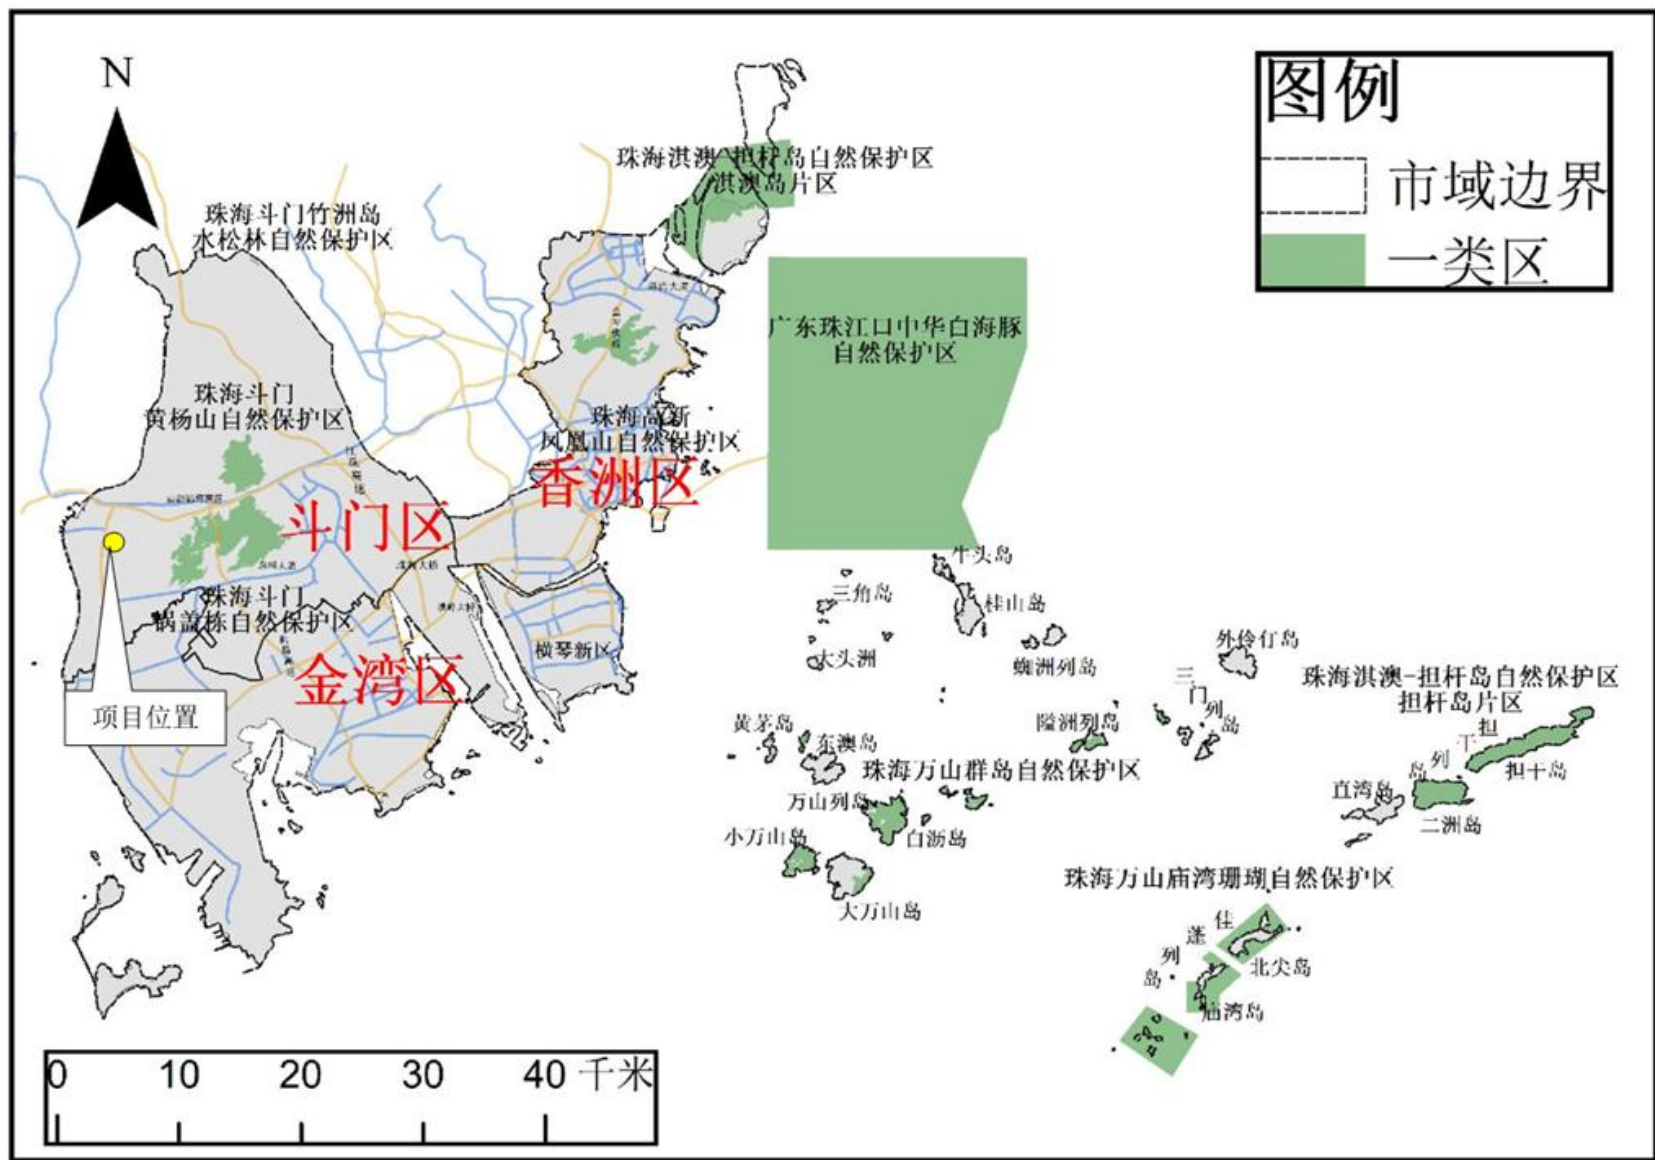 N
图例
市域边界
一类区
珠海淇澳-担杆岛自然保护区
淇澳岛片区
珠海斗门竹洲岛
水松林自然保护区
广东珠江口中华白海豚
自然保护区
珠海斗门
黄杨山自然保护区
珠海高新
凤凰山自然保护区
香洲区
斗门区
珠海斗门
锅盖栋自然保护区
金湾区
横琴新区
项目位置
牛头岛
三角岛
桂山岛
大头洲
蜘洲列岛
外伶仃岛
三门列岛
珠海淇澳-担杆岛自然保护区
担杆岛片区
担干列岛
担干岛
直湾岛
二洲岛
黄茅岛
东澳岛
隘洲列岛
珠海万山群岛自然保护区
万山列岛
小万山岛
白沥岛
大万山岛
珠海万山庙湾珊瑚自然保护区
佳蓬列岛
北尖岛
庙湾岛
0 10 20 30 40 千米